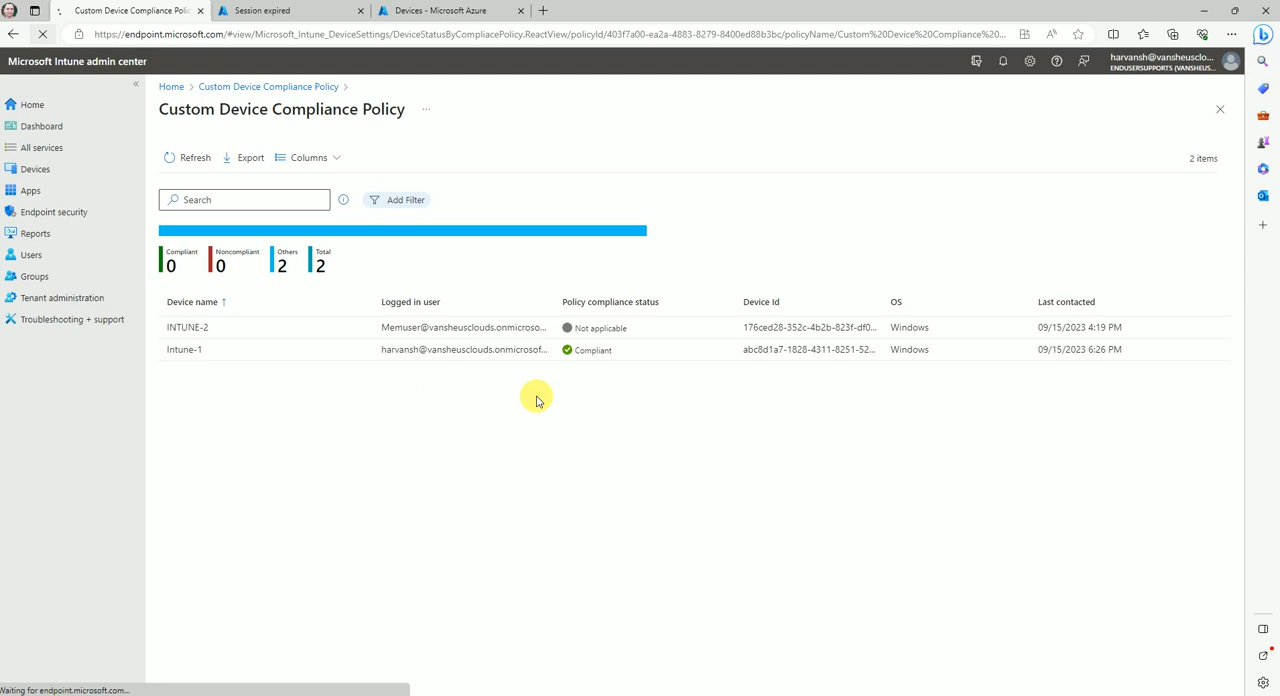 Custom Device Compliance Polic
Session expired
Devices - Microsoft Azure
https://endpoint.microsoft.com/#view/Microsoft_Intune_DeviceSettings/DeviceStatusByCompliacePolicy.ReactView/policyId/403f7a00-ea2a-4883-8279-8400ed88b3bc/policyName/Custom%20Device%20Compliance%20...
Microsoft Intune admin center
harvansh@vansheusclo...
ENDUSERSUPPORTS (VANSHEUS...
Home
Dashboard
All services
Devices
Apps
Endpoint security
Reports
Users
Groups
Tenant administration
Troubleshooting + support
Home > Custom Device Compliance Policy >
Custom Device Compliance Policy ...
Refresh Export Columns
2 items
Search
Add Filter
Compliant Noncompliant Others Total
0 0 2 2
Device name ↑ Logged in user Policy compliance status Device Id OS Last contacted
INTUNE-2 Memuser@vansheusclouds.onmicroso... Not applicable 176ced28-352c-4b2b-823f-df0... Windows 09/15/2023 4:19 PM
Intune-1 harvansh@vansheusclouds.onmicrosof... Compliant abc8d1a7-1828-4311-8251-52... Windows 09/15/2023 6:26 PM
Waiting for endpoint.microsoft.com...